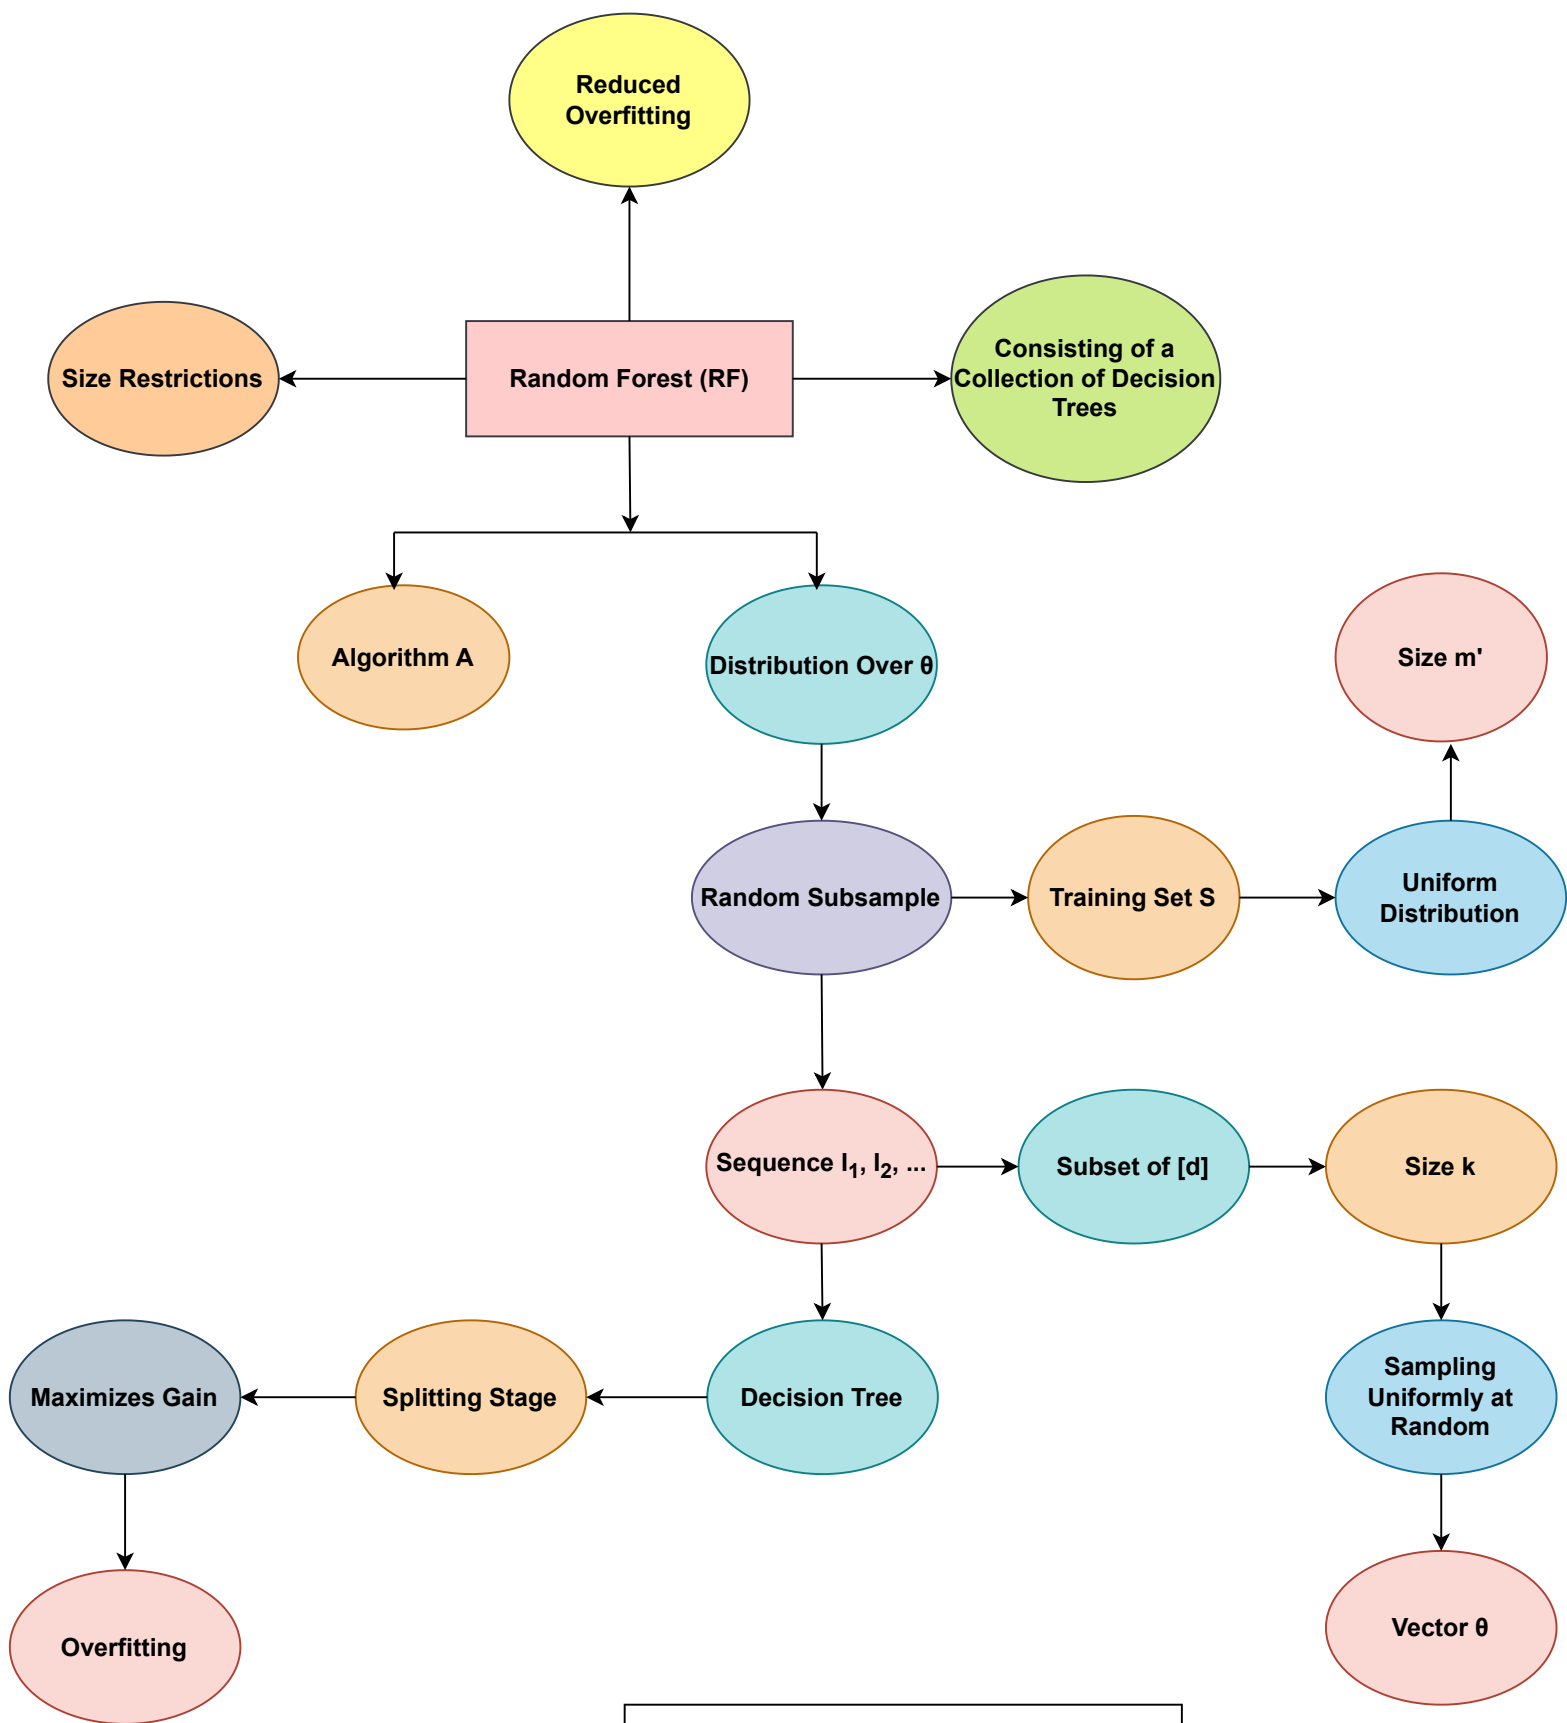 Reduced
Overfitting
Size Restrictions
Random Forest (RF)
Consisting of a
Collection of Decision
Trees
Algorithm A
Distribution Over θ
Size m'
Random Subsample
Training Set S
Uniform
Distribution
Sequence I₁, I₂, ...
Subset of [d]
Size k
Maximizes Gain
Splitting Stage
Decision Tree
Sampling
Uniformly at
Random
Overfitting
Vector θ